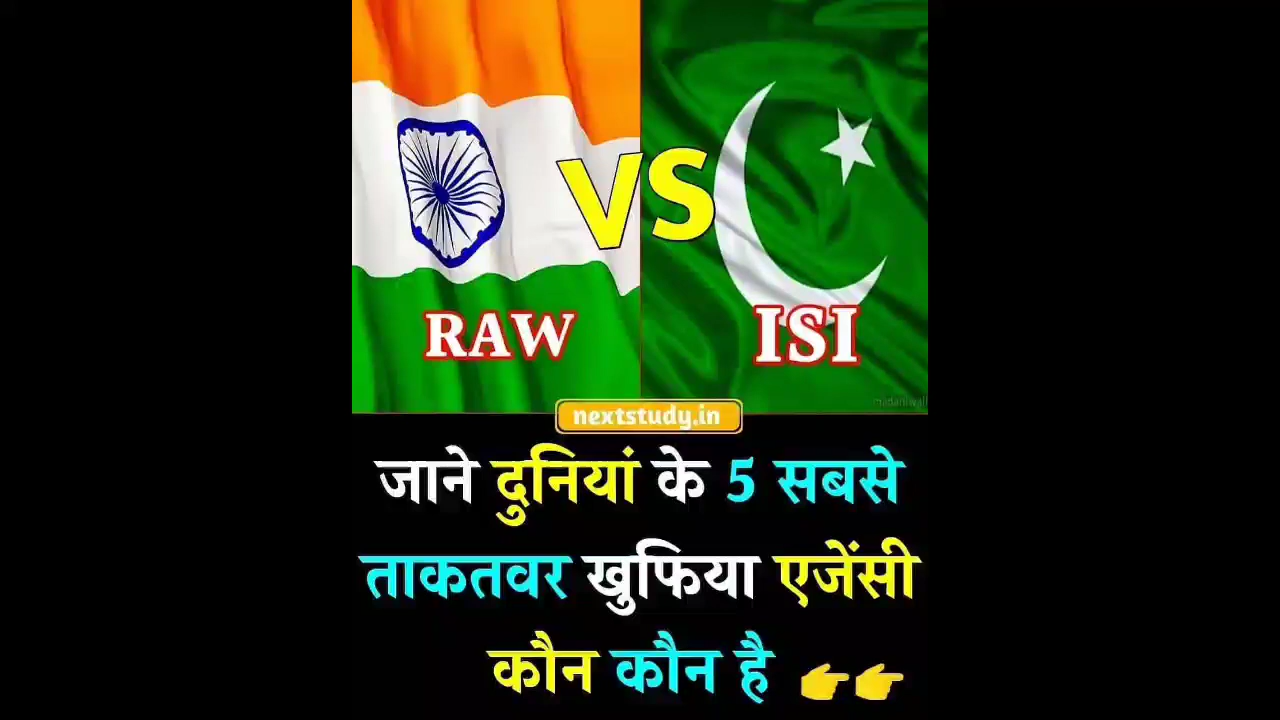 VS
RAW
ISI
nextstudy.in
जाने दुनियां के 5 सबसे
ताकतवर खुफिया एजेंसी
कौन कौन है